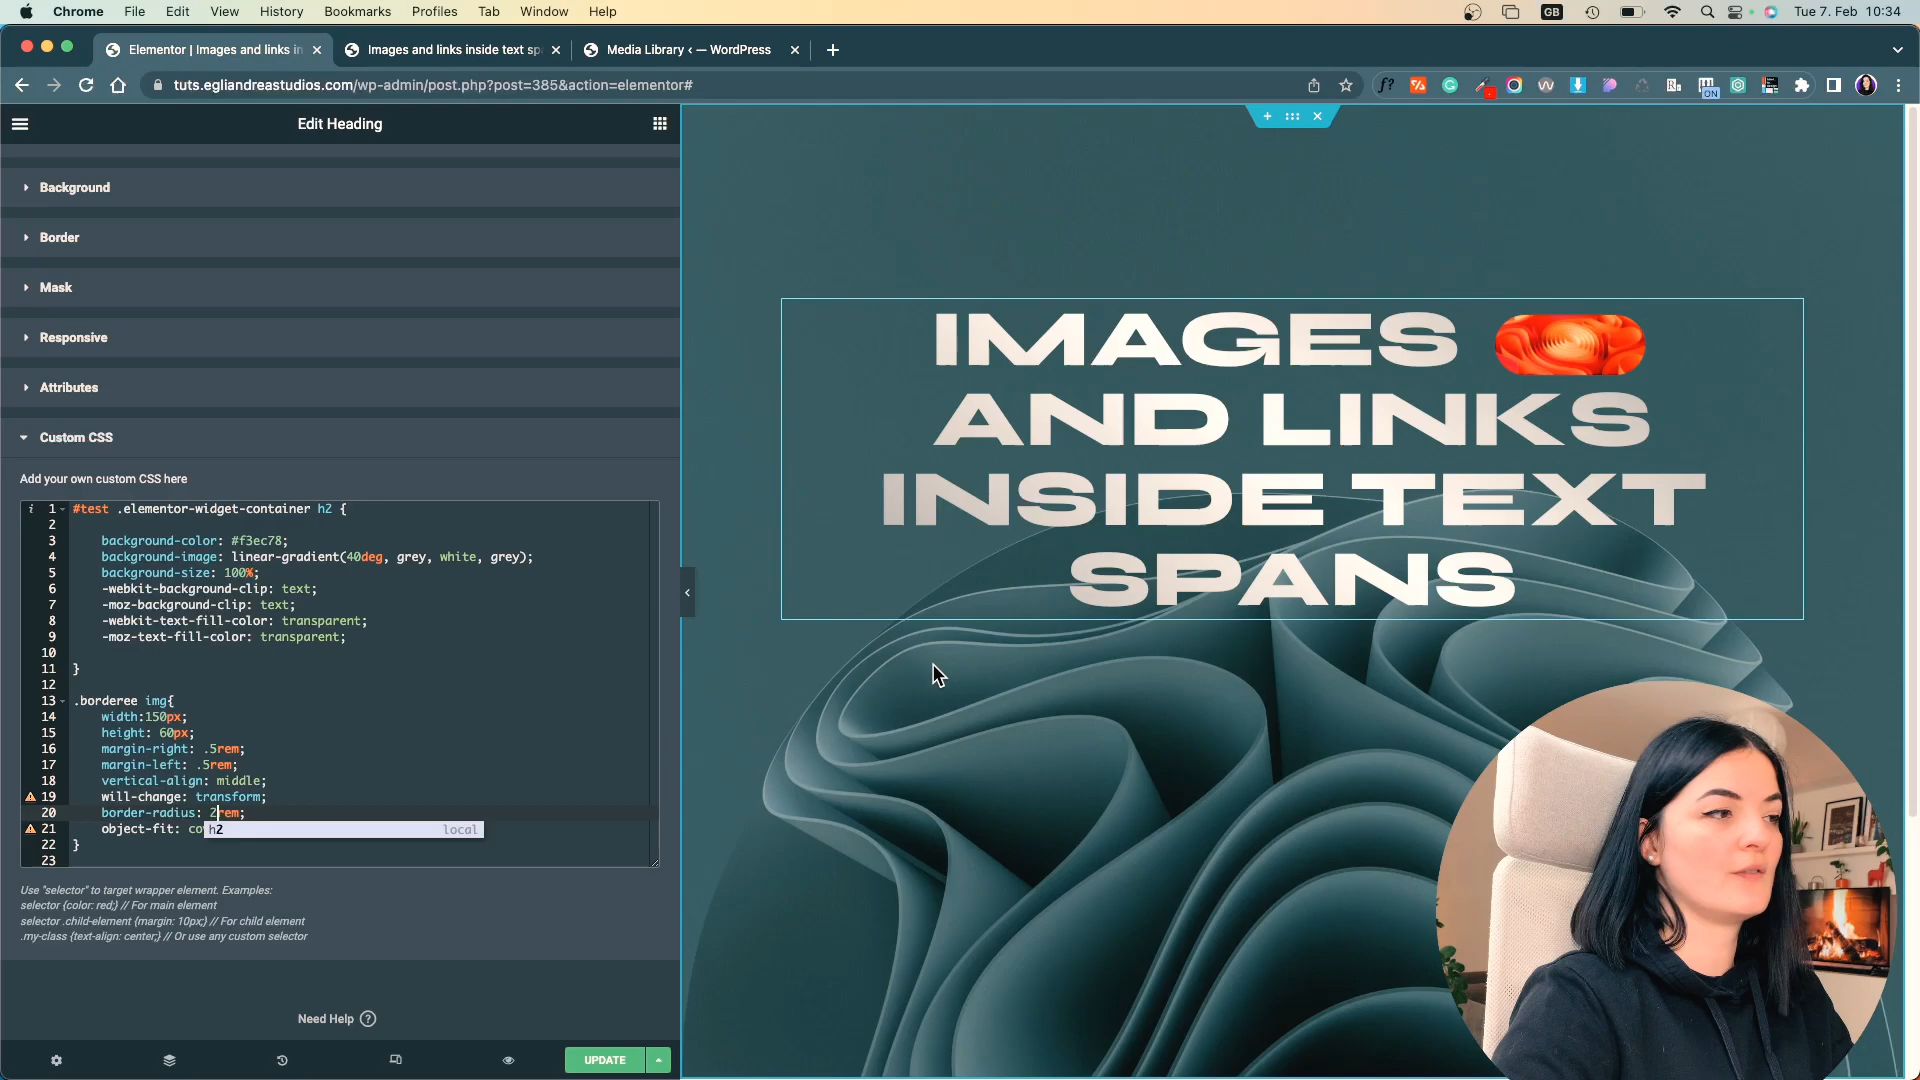 Chrome File Edit View History Bookmarks Profiles Tab Window Help GB Tue 7. Feb 10:34
Elementor | Images and links in Images and links inside text sp Media Library ‹ — WordPress
tuts.egliandreastudios.com/wp-admin/post.php?post=385&action=elementor#
f? ON
Edit Heading
Background
Border
Mask
Responsive
Attributes
Custom CSS
Add your own custom CSS here
i 1 #test .elementor-widget-container h2 {
2
3 background-color: #f3ec78;
4 background-image: linear-gradient(40deg, grey, white, grey);
5 background-size: 100%;
6 -webkit-background-clip: text;
7 -moz-background-clip: text;
8 -webkit-text-fill-color: transparent;
9 -moz-text-fill-color: transparent;
10
11 }
12
13 .borderee img{
14 width:150px;
15 height: 60px;
16 margin-right: .5rem;
17 margin-left: .5rem;
18 vertical-align: middle;
19 will-change: transform;
20 border-radius: 2rem;
21 object-fit: co
h2 local
22 }
23
Use "selector" to target wrapper element. Examples:
selector {color: red;} // For main element
selector .child-element {margin: 10px;} // For child element
.my-class {text-align: center;} // Or use any custom selector
Need Help ?
UPDATE
IMAGES
AND LINKS
INSIDE TEXT
SPANS